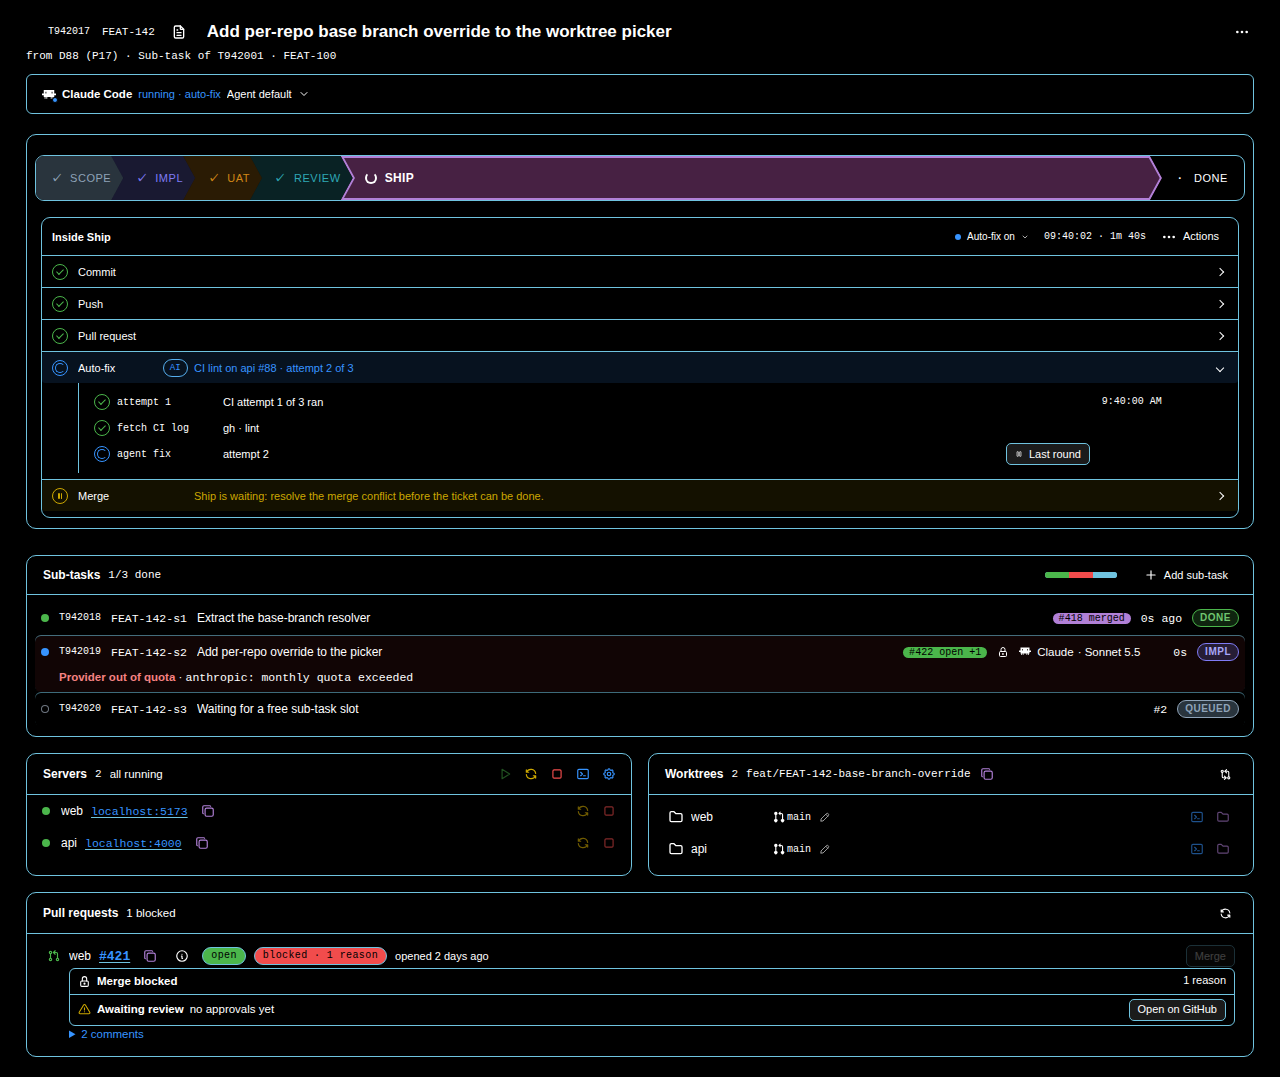 T942017 FEAT-142 Add per-repo base branch override to the worktree picker
from D88 (P17) · Sub-task of T942001 · FEAT-100
Claude Code running · auto-fix Agent default
SCOPE IMPL UAT REVIEW SHIP · DONE
Inside Ship Auto-fix on 09:40:02 · 1m 40s Actions
Commit
Push
Pull request
Auto-fix AI CI lint on api #88 · attempt 2 of 3
attempt 1 CI attempt 1 of 3 ran 9:40:00 AM
fetch CI log gh · lint
agent fix attempt 2 Last round
Merge Ship is waiting: resolve the merge conflict before the ticket can be done.
Sub-tasks 1/3 done Add sub-task
T942018 FEAT-142-s1 Extract the base-branch resolver #418 merged 0s ago DONE
T942019 FEAT-142-s2 Add per-repo override to the picker #422 open +1 Claude · Sonnet 5.5 0s IMPL
Provider out of quota · anthropic: monthly quota exceeded
T942020 FEAT-142-s3 Waiting for a free sub-task slot #2 QUEUED
Servers 2 all running
web localhost:5173
api localhost:4000
Worktrees 2 feat/FEAT-142-base-branch-override
web main
api main
Pull requests 1 blocked
web #421 open blocked · 1 reason opened 2 days ago Merge
Merge blocked 1 reason
Awaiting review no approvals yet Open on GitHub
2 comments